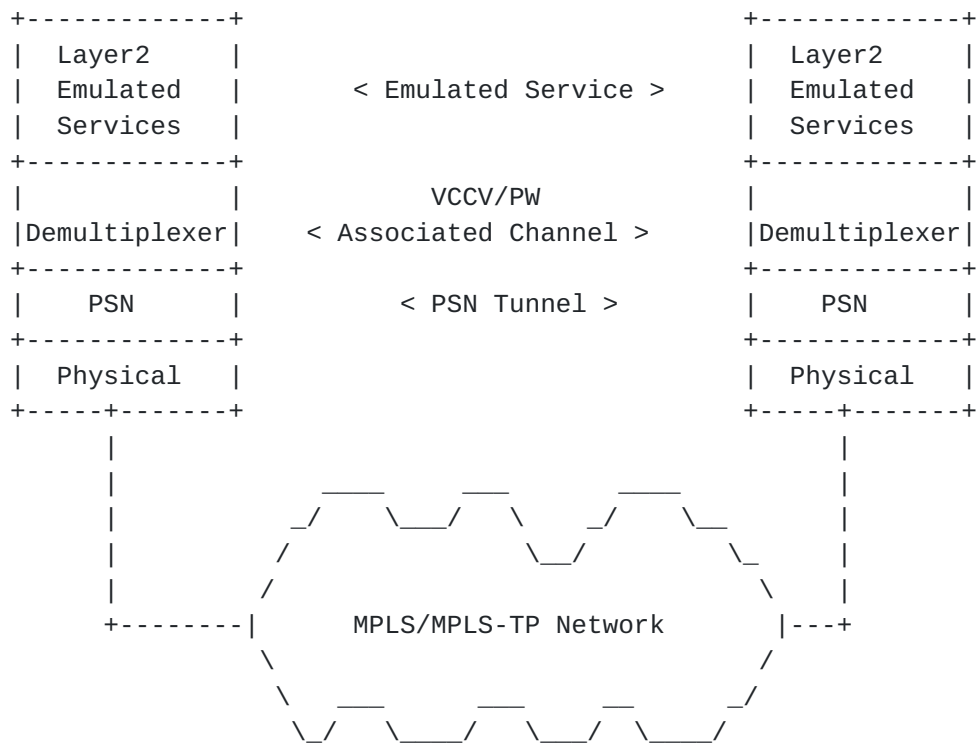 Layer2 Layer2
Emulated < Emulated Service > Emulated
Services Services
VCCV/PW
Demultiplexer < Associated Channel > Demultiplexer
PSN < PSN Tunnel > PSN
Physical Physical
MPLS/MPLS-TP Network